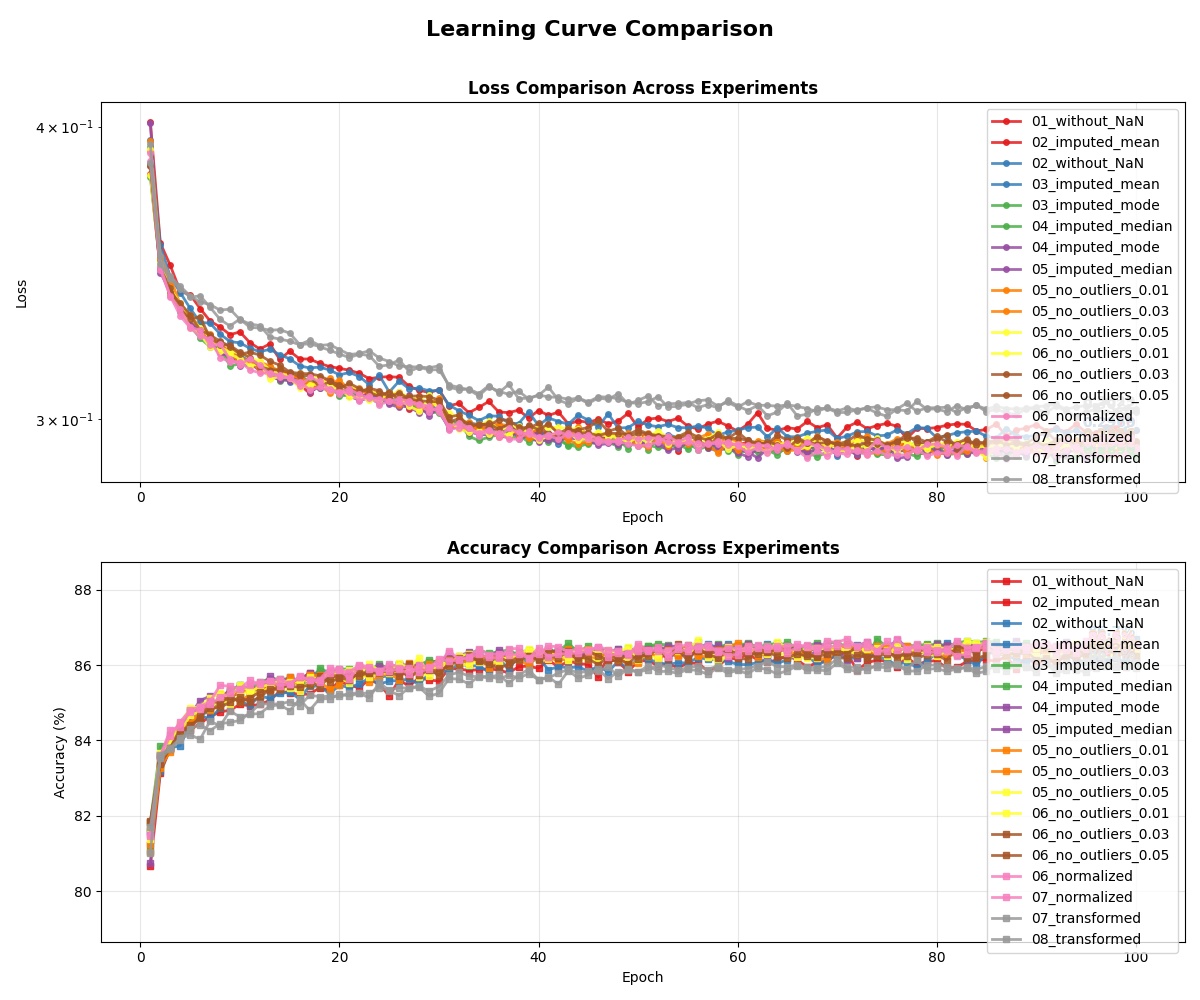 Learning Curve Comparison
Loss Comparison Across Experiments
4 × 10⁻¹
3 × 10⁻¹
Loss
0 20 40 60 80 100
Epoch
01_without_NaN
02_imputed_mean
02_without_NaN
03_imputed_mean
03_imputed_mode
04_imputed_median
04_imputed_mode
05_imputed_median
05_no_outliers_0.01
05_no_outliers_0.03
05_no_outliers_0.05
06_no_outliers_0.01
06_no_outliers_0.03
06_no_outliers_0.05
06_normalized
07_normalized
07_transformed
08_transformed
Accuracy Comparison Across Experiments
88
86
84
82
80
Accuracy (%)
0 20 40 60 80 100
Epoch
01_without_NaN
02_imputed_mean
02_without_NaN
03_imputed_mean
03_imputed_mode
04_imputed_median
04_imputed_mode
05_imputed_median
05_no_outliers_0.01
05_no_outliers_0.03
05_no_outliers_0.05
06_no_outliers_0.01
06_no_outliers_0.03
06_no_outliers_0.05
06_normalized
07_normalized
07_transformed
08_transformed